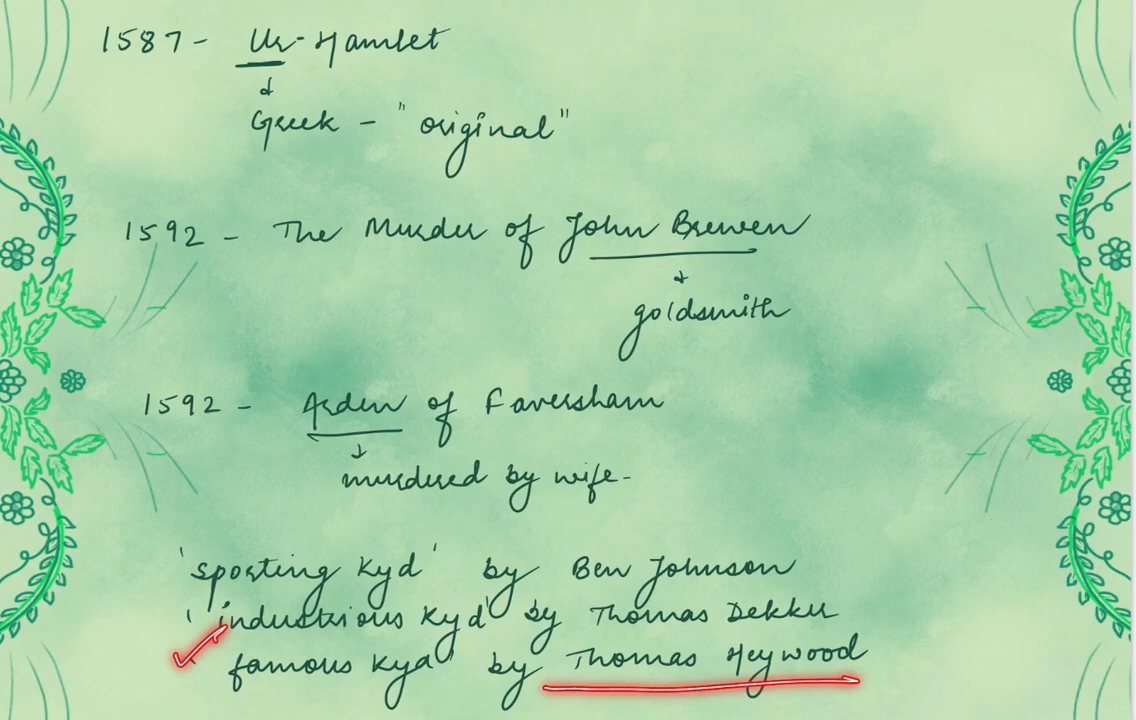 1587 - Ur-Hamlet
Greek - "original"
1592 - The Murder of John Brewen
goldsmith
1592 - Arden of Faversham
murdered by wife-
'sporting Kyd' by Ben Johnson
'industrious Kyd' by Thomas Dekker
famous Kyd' by Thomas Heywood